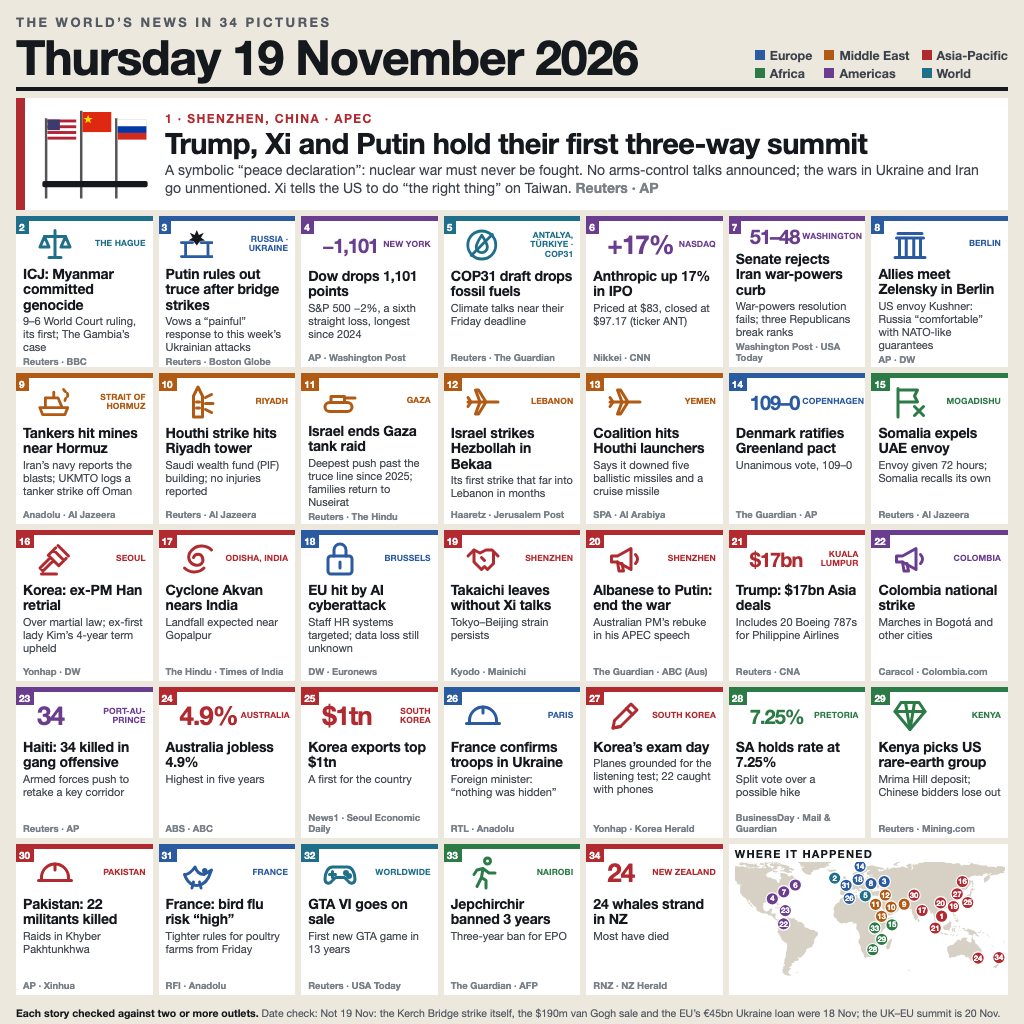 THE WORLD'S NEWS IN 34 PICTURES
Thursday 19 November 2026
Europe
Middle East
Asia-Pacific
Africa
Americas
World
1 · SHENZHEN, CHINA · APEC
Trump, Xi and Putin hold their first three-way summit
A symbolic “peace declaration”: nuclear war must never be fought. No arms-control talks announced; the wars in Ukraine and Iran
go unmentioned. Xi tells the US to do “the right thing” on Taiwan. Reuters · AP
2
THE HAGUE
ICJ: Myanmar
committed
genocide
9–6 World Court ruling,
its first; The Gambia's
case
Reuters · BBC
3
RUSSIA ·
UKRAINE
Putin rules out
truce after bridge
strikes
Vows a “painful”
response to this week's
Ukrainian attacks
Reuters · Boston Globe
4
−1,101
NEW YORK
Dow drops 1,101
points
S&P 500 −2%, a sixth
straight loss, longest
since 2024
AP · Washington Post
5
ANTALYA,
TÜRKIYE ·
COP31
COP31 draft drops
fossil fuels
Climate talks near their
Friday deadline
Reuters · The Guardian
6
+17%
NASDAQ
Anthropic up 17%
in IPO
Priced at $83, closed at
$97.17 (ticker ANT)
Nikkei · CNN
7
51–48
WASHINGTON
Senate rejects
Iran war-powers
curb
War-powers resolution
fails; three Republicans
break ranks
Washington Post · USA
Today
8
BERLIN
Allies meet
Zelensky in Berlin
US envoy Kushner:
Russia “comfortable”
with NATO-like
guarantees
AP · DW
9
STRAIT OF
HORMUZ
Tankers hit mines
near Hormuz
Iran's navy reports the
blasts; UKMTO logs a
tanker strike off Oman
Anadolu · Al Jazeera
10
RIYADH
Houthi strike hits
Riyadh tower
Saudi wealth fund (PIF)
building; no injuries
reported
Reuters · Al Jazeera
11
GAZA
Israel ends Gaza
tank raid
Deepest push past the
truce line since 2025;
families return to
Nuseirat
Reuters · The Hindu
12
LEBANON
Israel strikes
Hezbollah in
Bekaa
Its first strike that far into
Lebanon in months
Haaretz · Jerusalem Post
13
YEMEN
Coalition hits
Houthi launchers
Says it downed five
ballistic missiles and a
cruise missile
SPA · Al Arabiya
14
109–0
COPENHAGEN
Denmark ratifies
Greenland pact
Unanimous vote, 109–0
The Guardian · AP
15
MOGADISHU
Somalia expels
UAE envoy
Envoy given 72 hours;
Somalia recalls its own
Reuters · Al Jazeera
16
SEOUL
Korea: ex-PM Han
retrial
Over martial law; ex-first
lady Kim's 4-year term
upheld
Yonhap · DW
17
ODISHA, INDIA
Cyclone Akvan
nears India
Landfall expected near
Gopalpur
The Hindu · Times of India
18
BRUSSELS
EU hit by AI
cyberattack
Staff HR systems
targeted; data loss still
unknown
DW · Euronews
19
SHENZHEN
Takaichi leaves
without Xi talks
Tokyo–Beijing strain
persists
Kyodo · Mainichi
20
SHENZHEN
Albanese to Putin:
end the war
Australian PM's rebuke
in his APEC speech
The Guardian · ABC (Aus)
21
$17bn
KUALA
LUMPUR
Trump: $17bn Asia
deals
Includes 20 Boeing 787s
for Philippine Airlines
Reuters · CNA
22
COLOMBIA
Colombia national
strike
Marches in Bogotá and
other cities
Caracol · Colombia.com
23
34
PORT-AU-
PRINCE
Haiti: 34 killed in
gang offensive
Armed forces push to
retake a key corridor
Reuters · AP
24
4.9%
AUSTRALIA
Australia jobless
4.9%
Highest in five years
ABS · ABC
25
$1tn
SOUTH
KOREA
Korea exports top
$1tn
A first for the country
News1 · Seoul Economic
Daily
26
PARIS
France confirms
troops in Ukraine
Foreign minister:
“nothing was hidden”
RTL · Anadolu
27
SOUTH KOREA
Korea's exam day
Planes grounded for the
listening test; 22 caught
with phones
Yonhap · Korea Herald
28
7.25%
PRETORIA
SA holds rate at
7.25%
Split vote over a
possible hike
BusinessDay · Mail &
Guardian
29
KENYA
Kenya picks US
rare-earth group
Mrima Hill deposit;
Chinese bidders lose out
Reuters · Mining.com
30
PAKISTAN
Pakistan: 22
militants killed
Raids in Khyber
Pakhtunkhwa
AP · Xinhua
31
FRANCE
France: bird flu
risk “high”
Tighter rules for poultry
farms from Friday
RFI · Anadolu
32
WORLDWIDE
GTA VI goes on
sale
First new GTA game in
13 years
Reuters · USA Today
33
NAIROBI
Jepchirchir
banned 3 years
Three-year ban for EPO
The Guardian · AFP
34
24
NEW ZEALAND
24 whales strand
in NZ
Most have died
RNZ · NZ Herald
WHERE IT HAPPENED
14
2
18
31
8
3
26
5
12
11
10
9
13
30
16
27
25
20
19
17
1
21
6
7
4
23
22
15
33
29
28
24
34
Each story checked against two or more outlets. Date check: Not 19 Nov: the Kerch Bridge strike itself, the $190m van Gogh sale and the EU's €45bn Ukraine loan were 18 Nov; the UK–EU summit is 20 Nov.